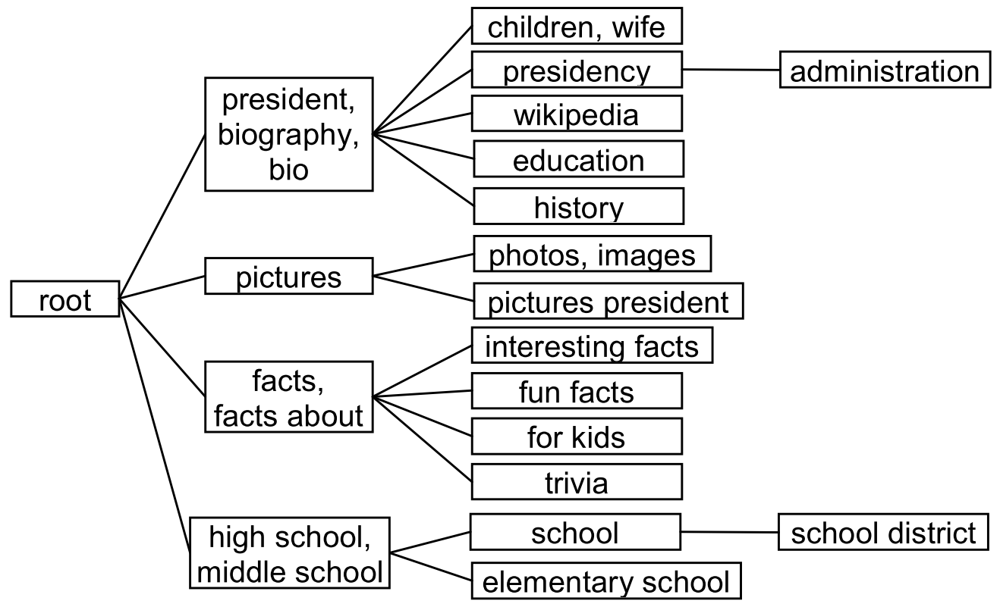 children, wife
presidency
administration
president,
biography,
bio
wikipedia
education
history
photos, images
pictures
pictures president
root
interesting facts
facts,
facts about
fun facts
for kids
trivia
high school,
middle school
school
school district
elementary school